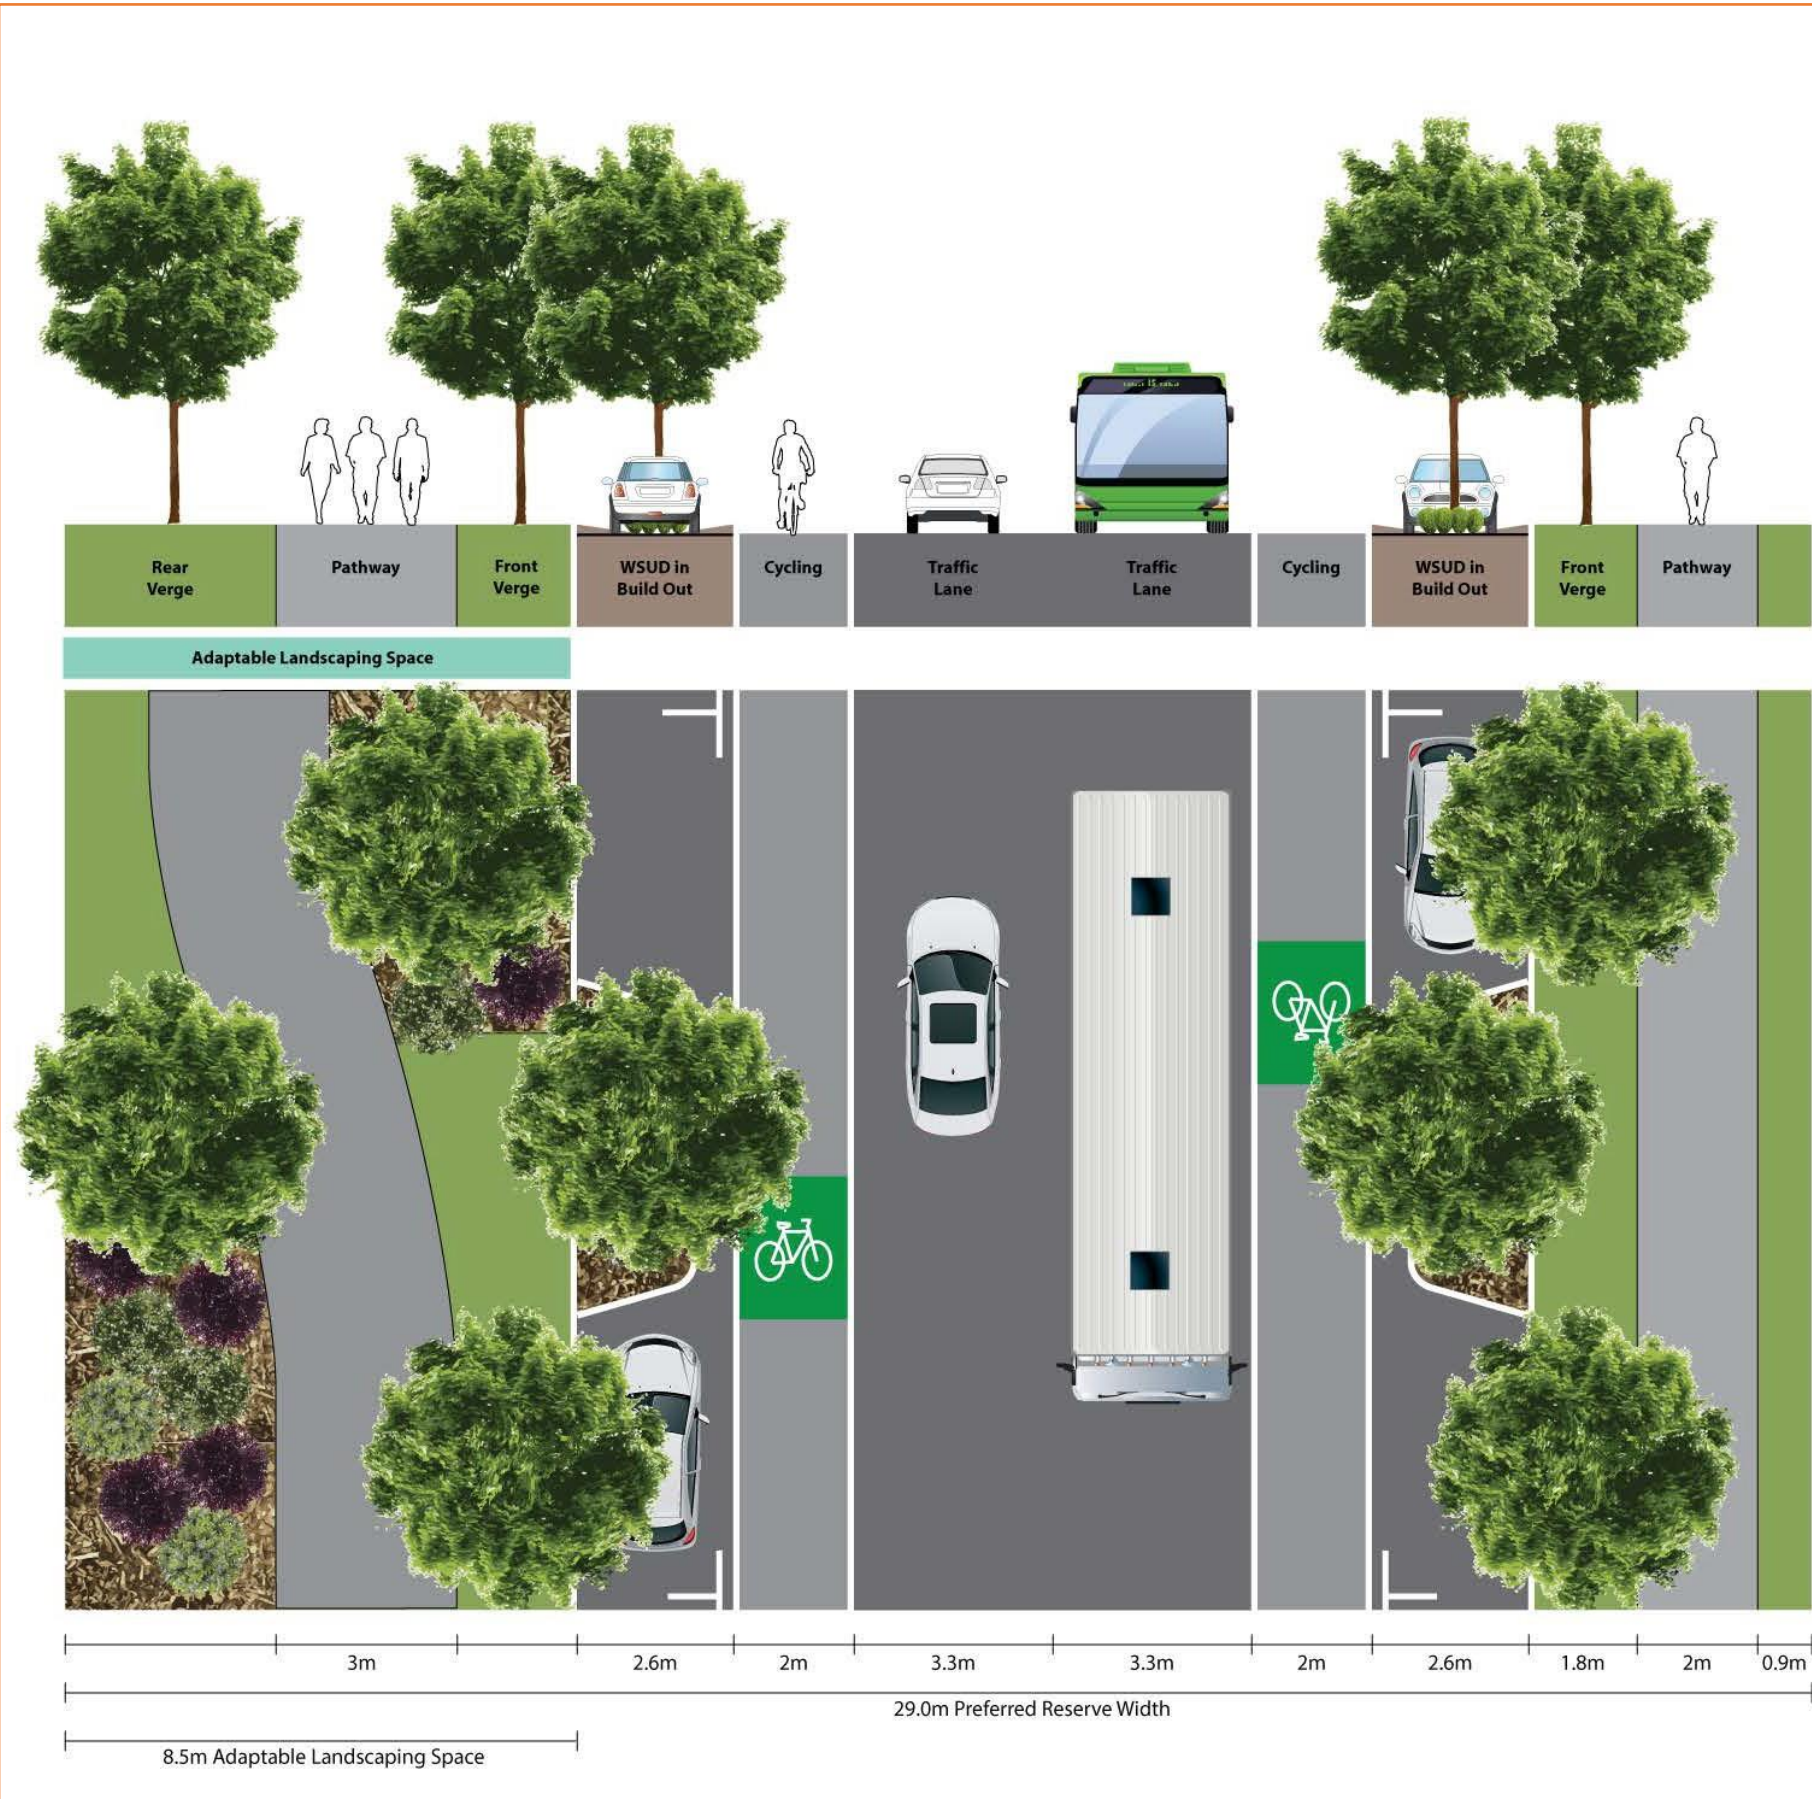 Rear
Verge
Pathway
Front
Verge
WSUD in
Build Out
Cycling
Traffic
Lane
Traffic
Lane
Cycling
WSUD in
Build Out
Front
Verge
Pathway
Adaptable Landscaping Space
3m
2.6m
2m
3.3m
3.3m
2m
2.6m
1.8m
2m
0.9m
29.0m Preferred Reserve Width
8.5m Adaptable Landscaping Space